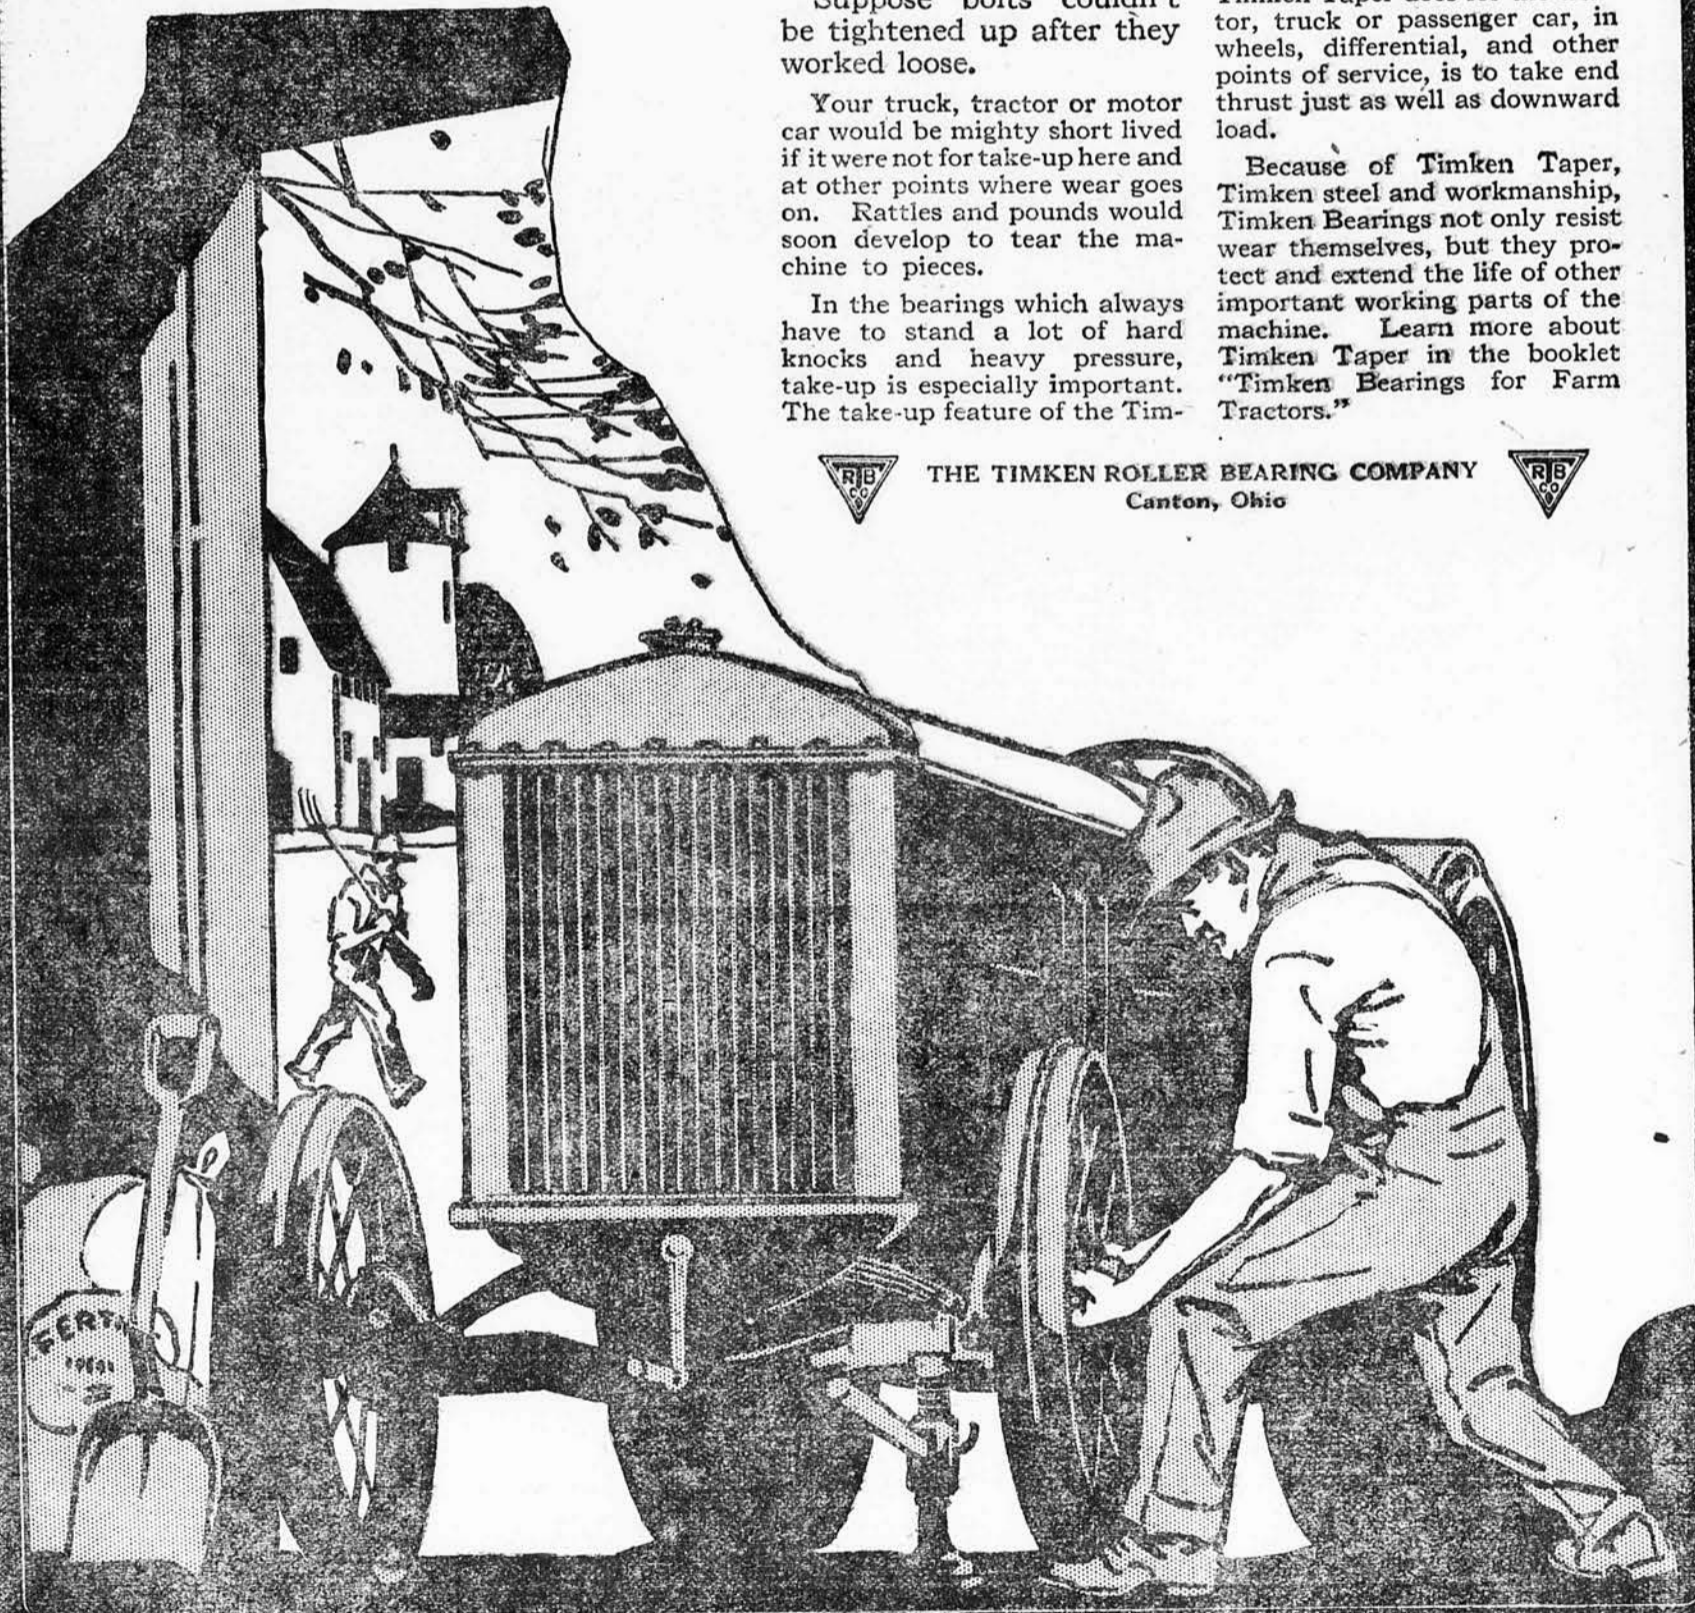 be tightened up after they
worked loose.
Your truck, tractor or motor
car would be mighty short lived
if it were not for take-up here and
at other points where wear goes
on. Rattles and pounds would
soon develop to tear the ma-
chine to pieces.
In the bearings which always
have to stand a lot of hard
knocks and heavy pressure,
take-up is especially important.
The take-up feature of the Tim-
tor, truck or passenger car, in
wheels, differential, and other
points of service, is to take end
thrust just as well as downward
load.
Because of Timken Taper,
Timken steel and workmanship,
Timken Bearings not only resist
wear themselves, but they pro-
tect and extend the life of other
important working parts of the
machine. Learn more about
Timken Taper in the booklet
“Timken Bearings for Farm
Tractors.”
RTB
CO
THE TIMKEN ROLLER BEARING COMPANY
Canton, Ohio
RTB
CO
FERT